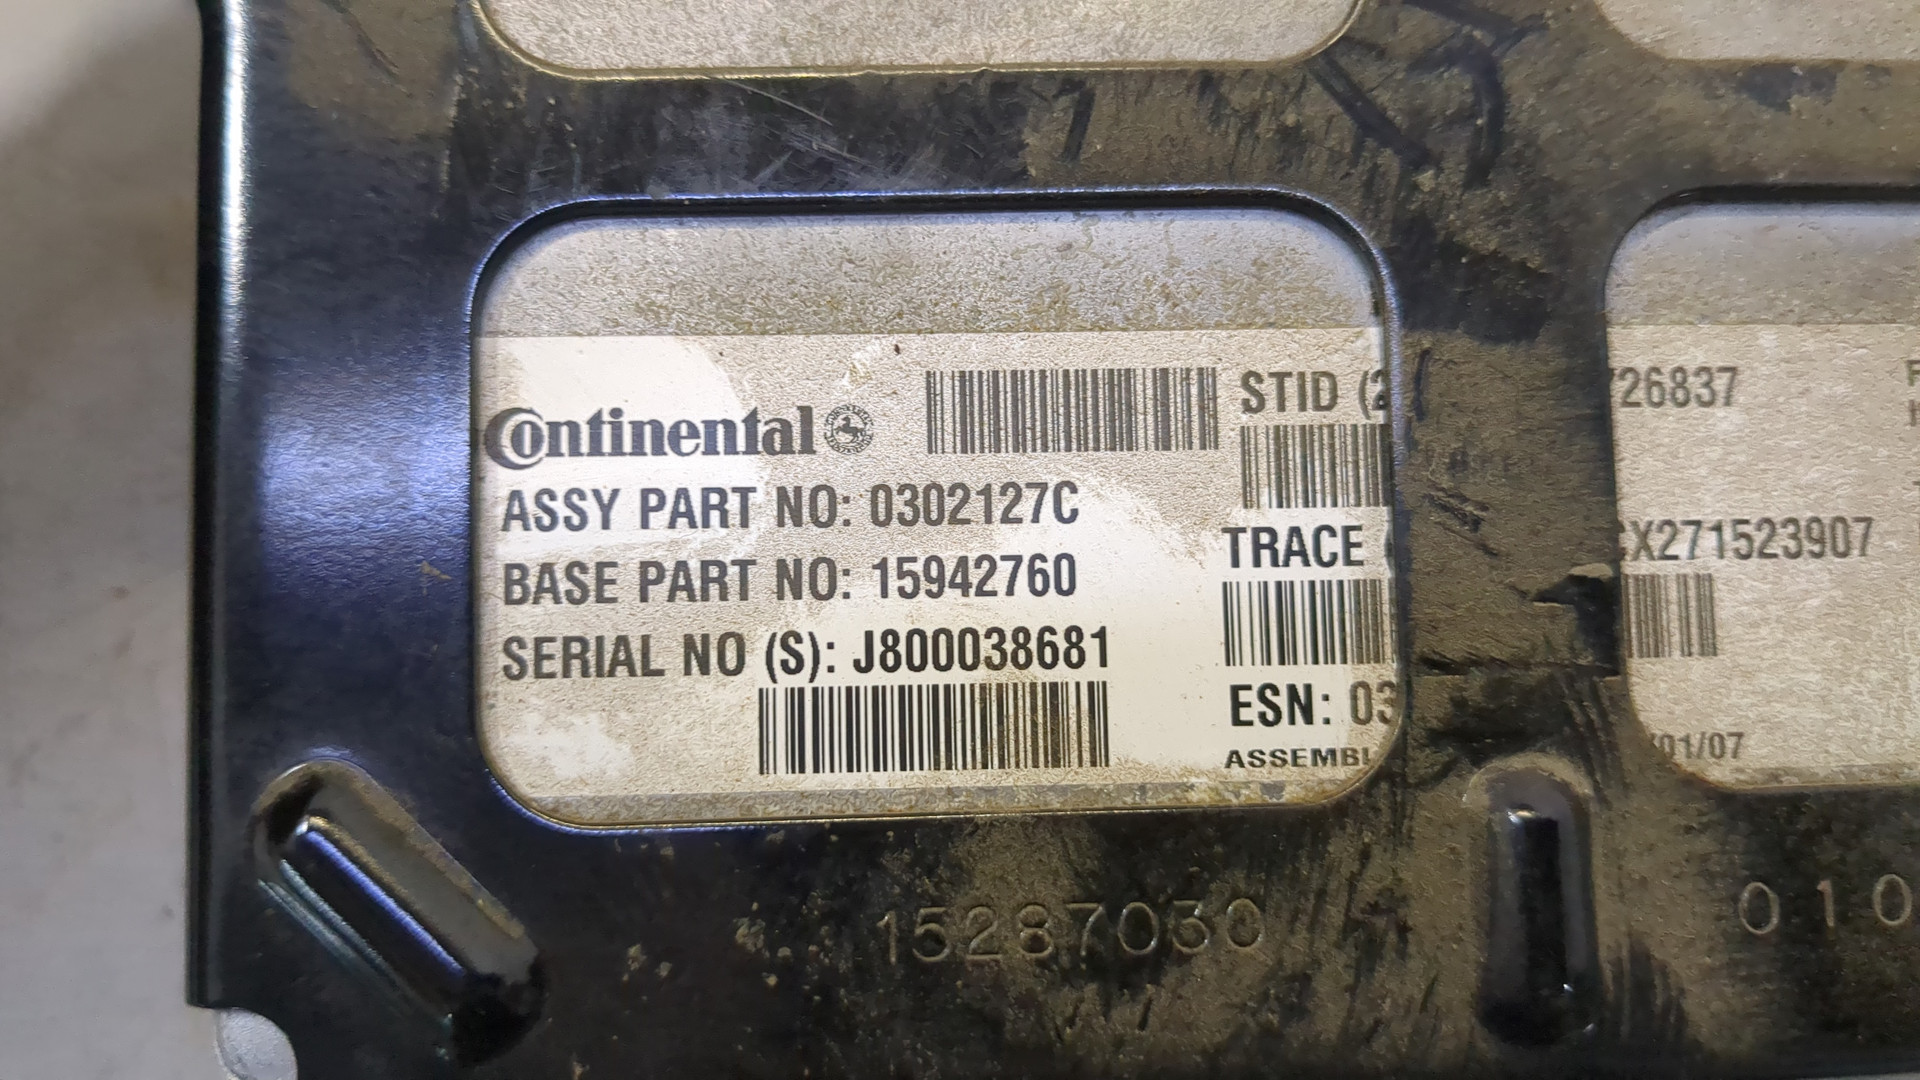 Continental
STID (2
ASSY PART NO: 0302127C
BASE PART NO: 15942760
TRACE
SERIAL NO (S): J800038681
ESN: 03
ASSEMBL
726837
CX271523907
/01/07
15287030
010